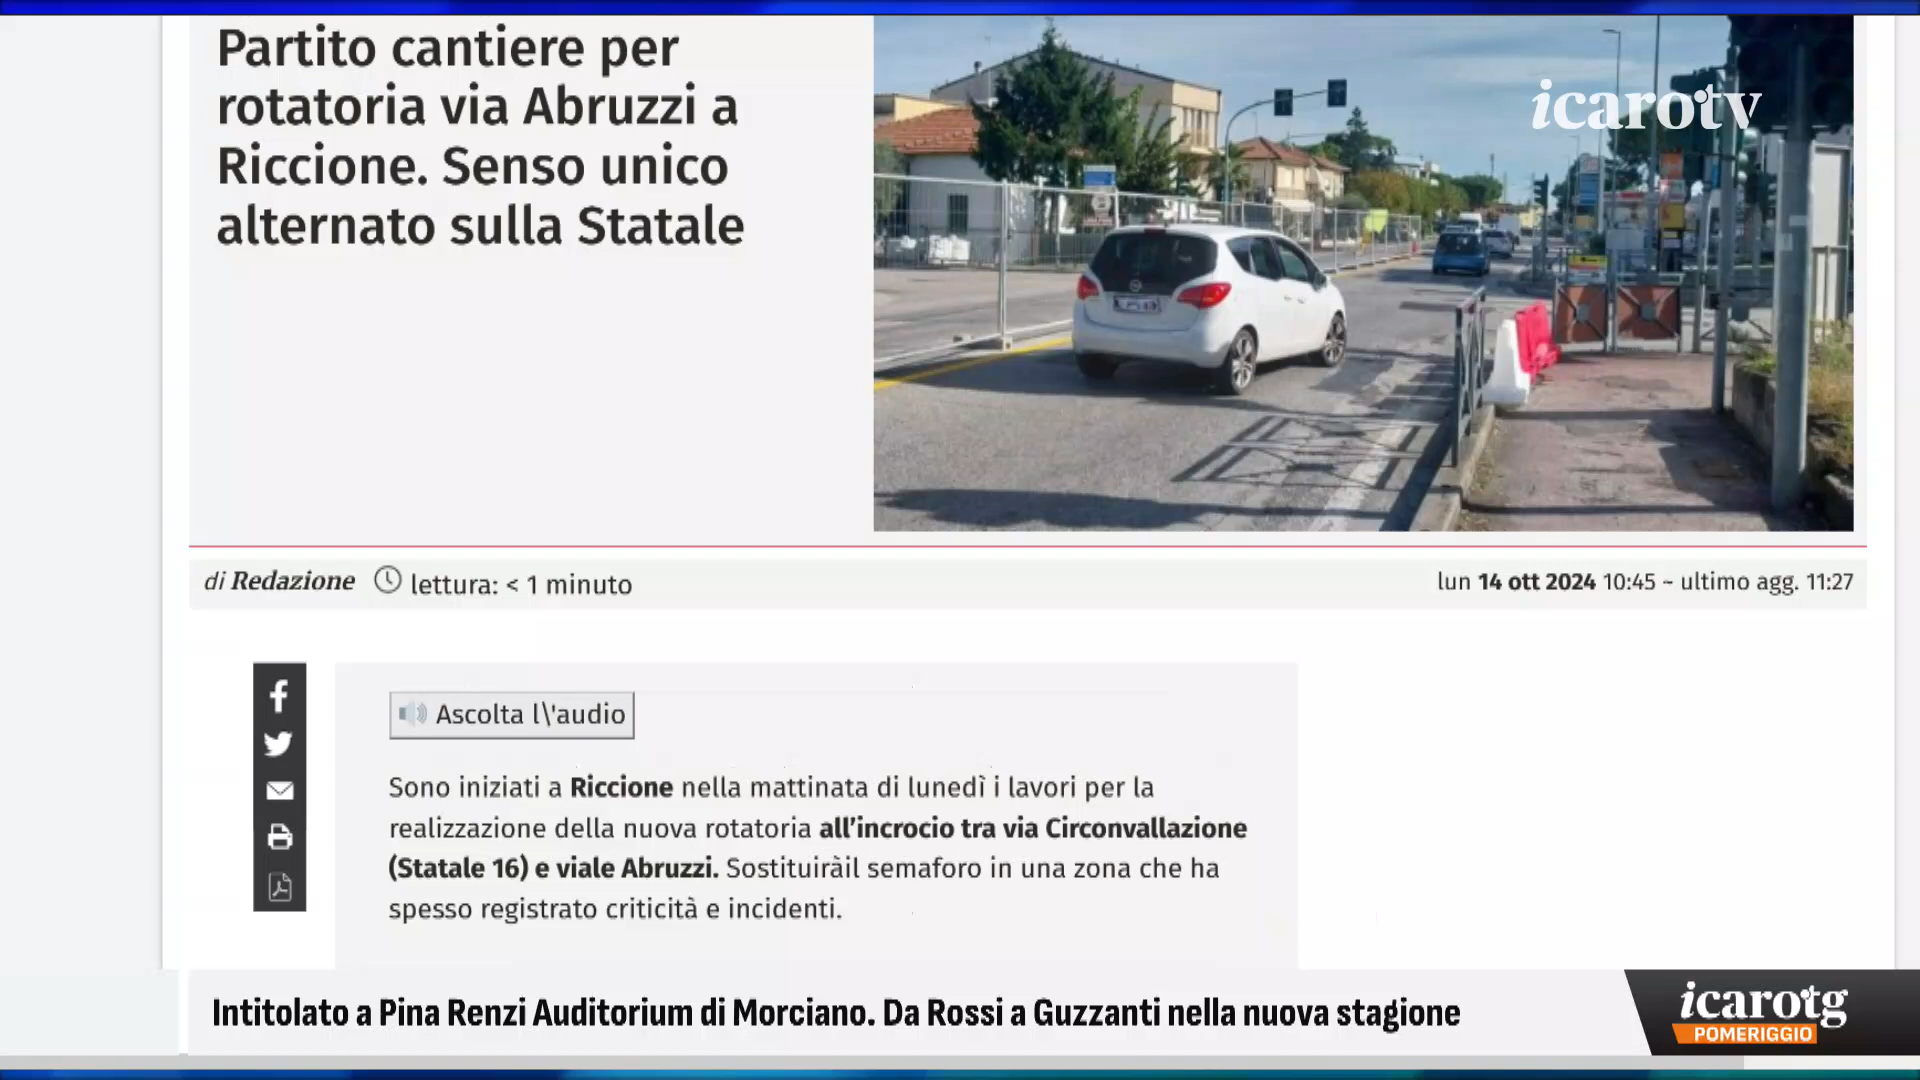 Partito cantiere per
rotatoria via Abruzzi a
Riccione. Senso unico
alternato sulla Statale
icarotv
di Redazione lettura: < 1 minuto
lun 14 ott 2024 10:45 ~ ultimo agg. 11:27
Ascolta l\'audio
Sono iniziati a Riccione nella mattinata di lunedì i lavori per la
realizzazione della nuova rotatoria all’incrocio tra via Circonvallazione
(Statale 16) e viale Abruzzi. Sostituiràil semaforo in una zona che ha
spesso registrato criticità e incidenti.
Intitolato a Pina Renzi Auditorium di Morciano. Da Rossi a Guzzanti nella nuova stagione
icarotg
POMERIGGIO